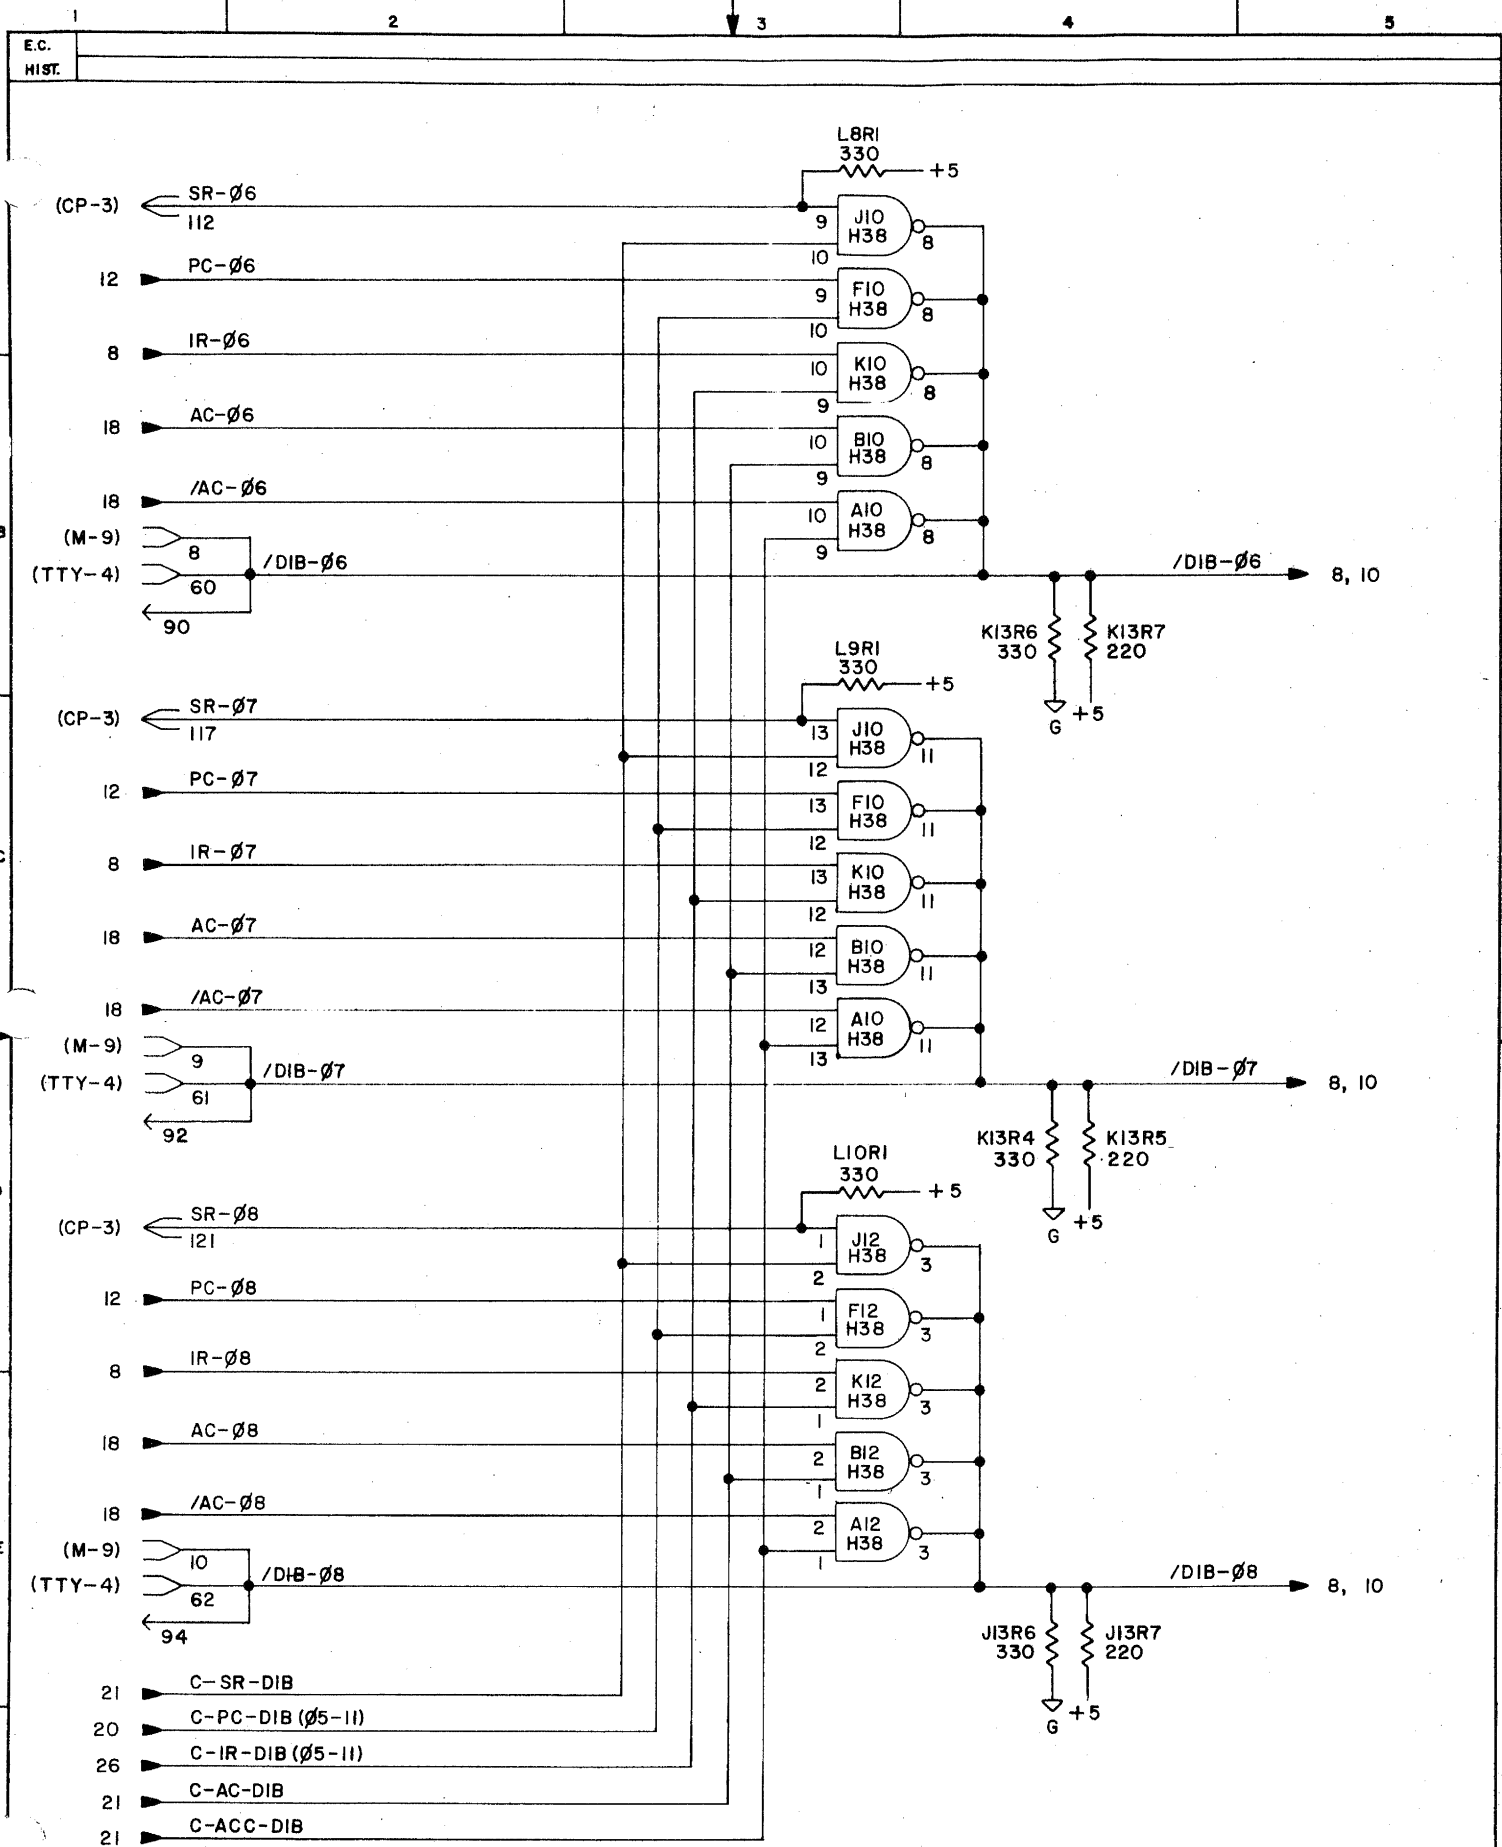 1 2 3 4 5
E.C.
HIST.
L8R1
330
+5
(CP-3) SR-Ø6
112
9 J10
H38 8
10
12 PC-Ø6
9 F10
H38 8
10
8 IR-Ø6
10 K10
H38 8
9
18 AC-Ø6
10 B10
H38 8
9
18 /AC-Ø6
10 A10
H38 8
9
(M-9) 8
(TTY-4) 60
/DIB-Ø6
/DIB-Ø6 8, 10
90
K13R6
330
K13R7
220
G +5
L9R1
330
+5
(CP-3) SR-Ø7
117
13 J10
H38 11
12
12 PC-Ø7
13 F10
H38 11
12
8 IR-Ø7
13 K10
H38 11
12
18 AC-Ø7
12 B10
H38 11
13
18 /AC-Ø7
12 A10
H38 11
13
(M-9) 9
(TTY-4) 61
/DIB-Ø7
/DIB-Ø7 8, 10
92
K13R4
330
K13R5
220
G +5
L10R1
330
+5
(CP-3) SR-Ø8
121
1 J12
H38 3
2
12 PC-Ø8
1 F12
H38 3
2
8 IR-Ø8
2 K12
H38 3
1
18 AC-Ø8
2 B12
H38 3
1
18 /AC-Ø8
2 A12
H38 3
1
(M-9) 10
(TTY-4) 62
/DIB-Ø8
/DIB-Ø8 8, 10
94
J13R6
330
J13R7
220
G +5
21 C-SR-DIB
20 C-PC-DIB (Ø5-11)
26 C-IR-DIB (Ø5-11)
21 C-AC-DIB
21 C-ACC-DIB